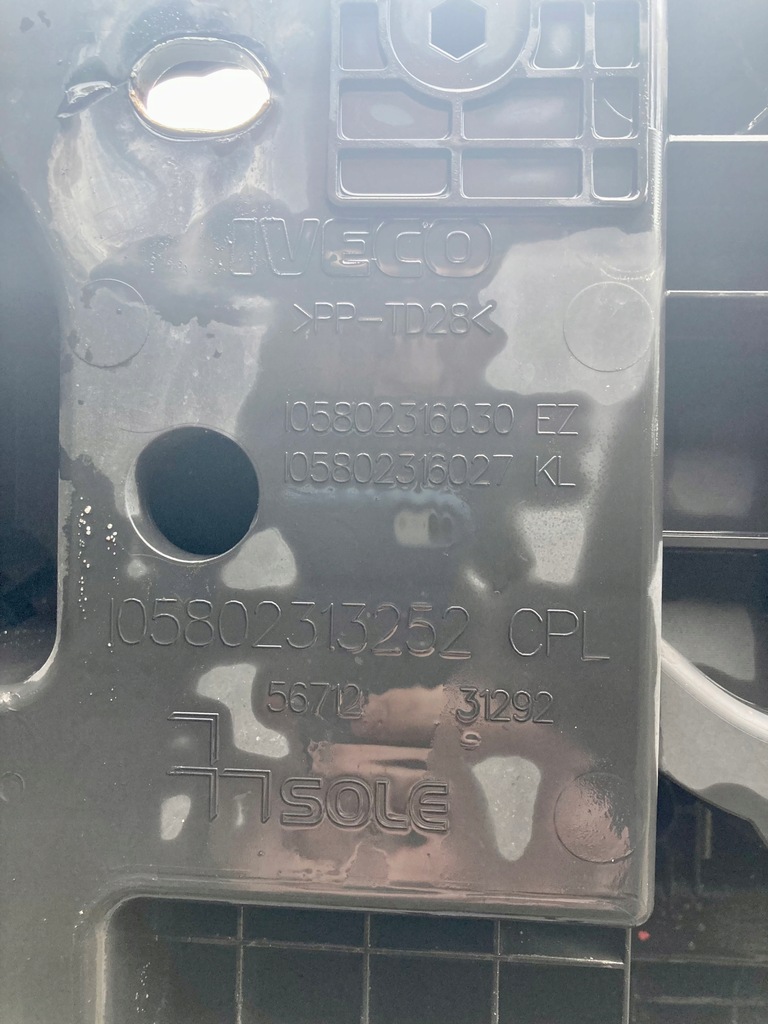 IVECO
>PP-TD28<
105802316030 EZ
105802316027 KL
105802313252 CPL
56712 31292
S
SOLE